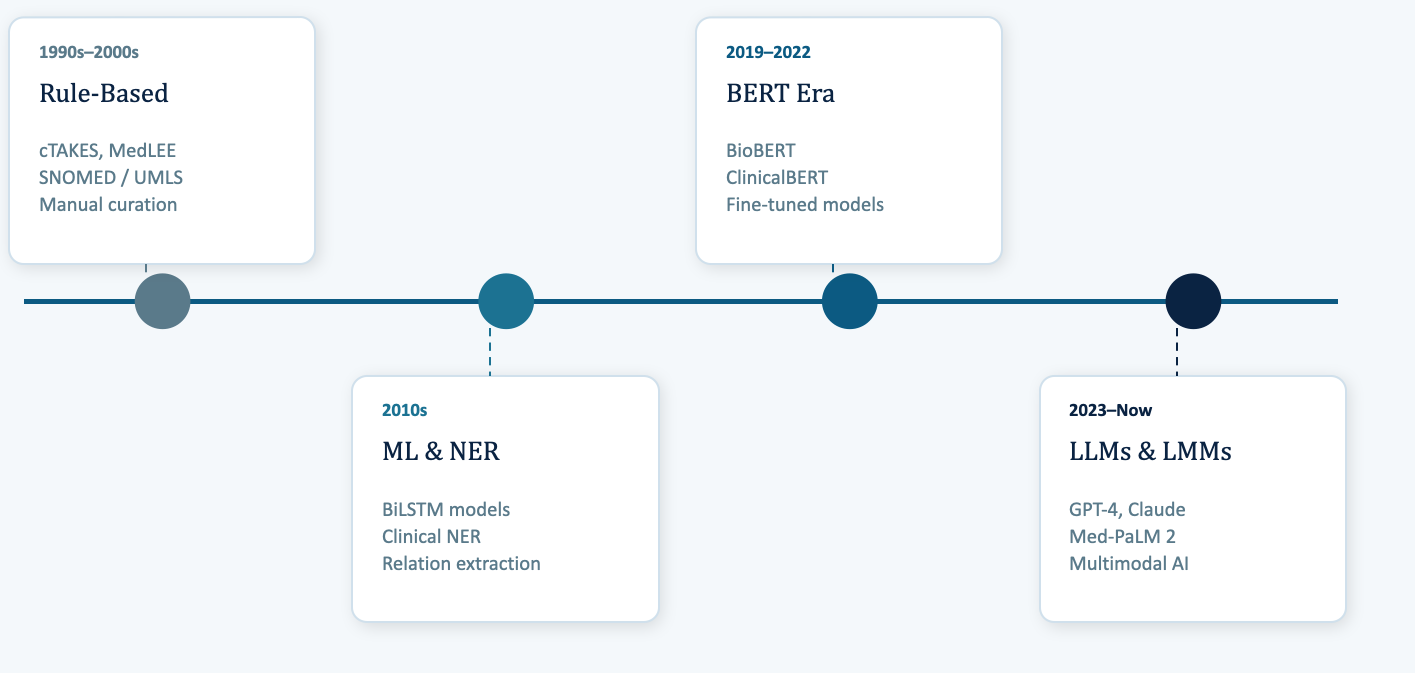 1990s–2000s
Rule-Based
cTAKES, MedLEE
SNOMED / UMLS
Manual curation
2010s
ML & NER
BiLSTM models
Clinical NER
Relation extraction
2019–2022
BERT Era
BioBERT
ClinicalBERT
Fine-tuned models
2023–Now
LLMs & LMMs
GPT-4, Claude
Med-PaLM 2
Multimodal AI